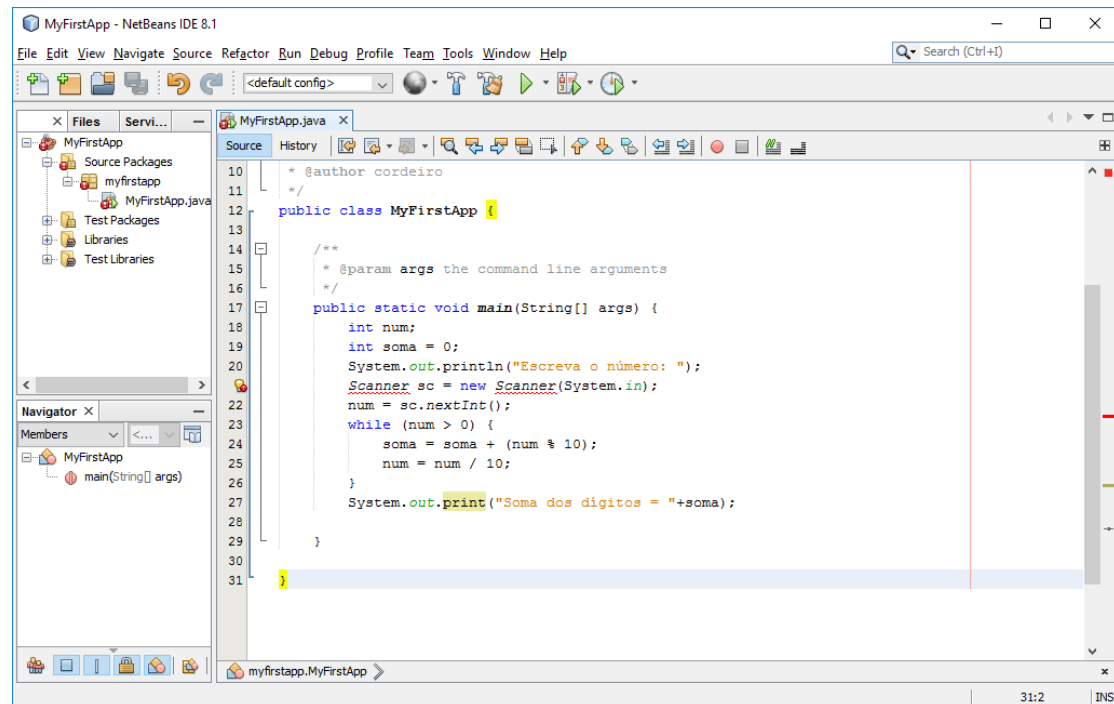 MyFirstApp - NetBeans IDE 8.1
File Edit View Navigate Source Refactor Run Debug Profile Team Tools Window Help
Search (Ctrl+I)
<default config>
Files Servi...
MyFirstApp
Source Packages
myfirstapp
MyFirstApp.java
Test Packages
Libraries
Test Libraries
Navigator
Members <...
MyFirstApp
main(String[] args)
MyFirstApp.java
Source History
10 * @author cordeiro
11 */
12 public class MyFirstApp {
13
14 /**
15 * @param args the command line arguments
16 */
17 public static void main(String[] args) {
18 int num;
19 int soma = 0;
20 System.out.println("Escreva o número: ");
Scanner sc = new Scanner(System.in);
22 num = sc.nextInt();
23 while (num > 0) {
24 soma = soma + (num % 10);
25 num = num / 10;
26 }
27 System.out.print("Soma dos dígitos = "+soma);
28
29 }
30
31 }
myfirstapp.MyFirstApp
31:2 INS